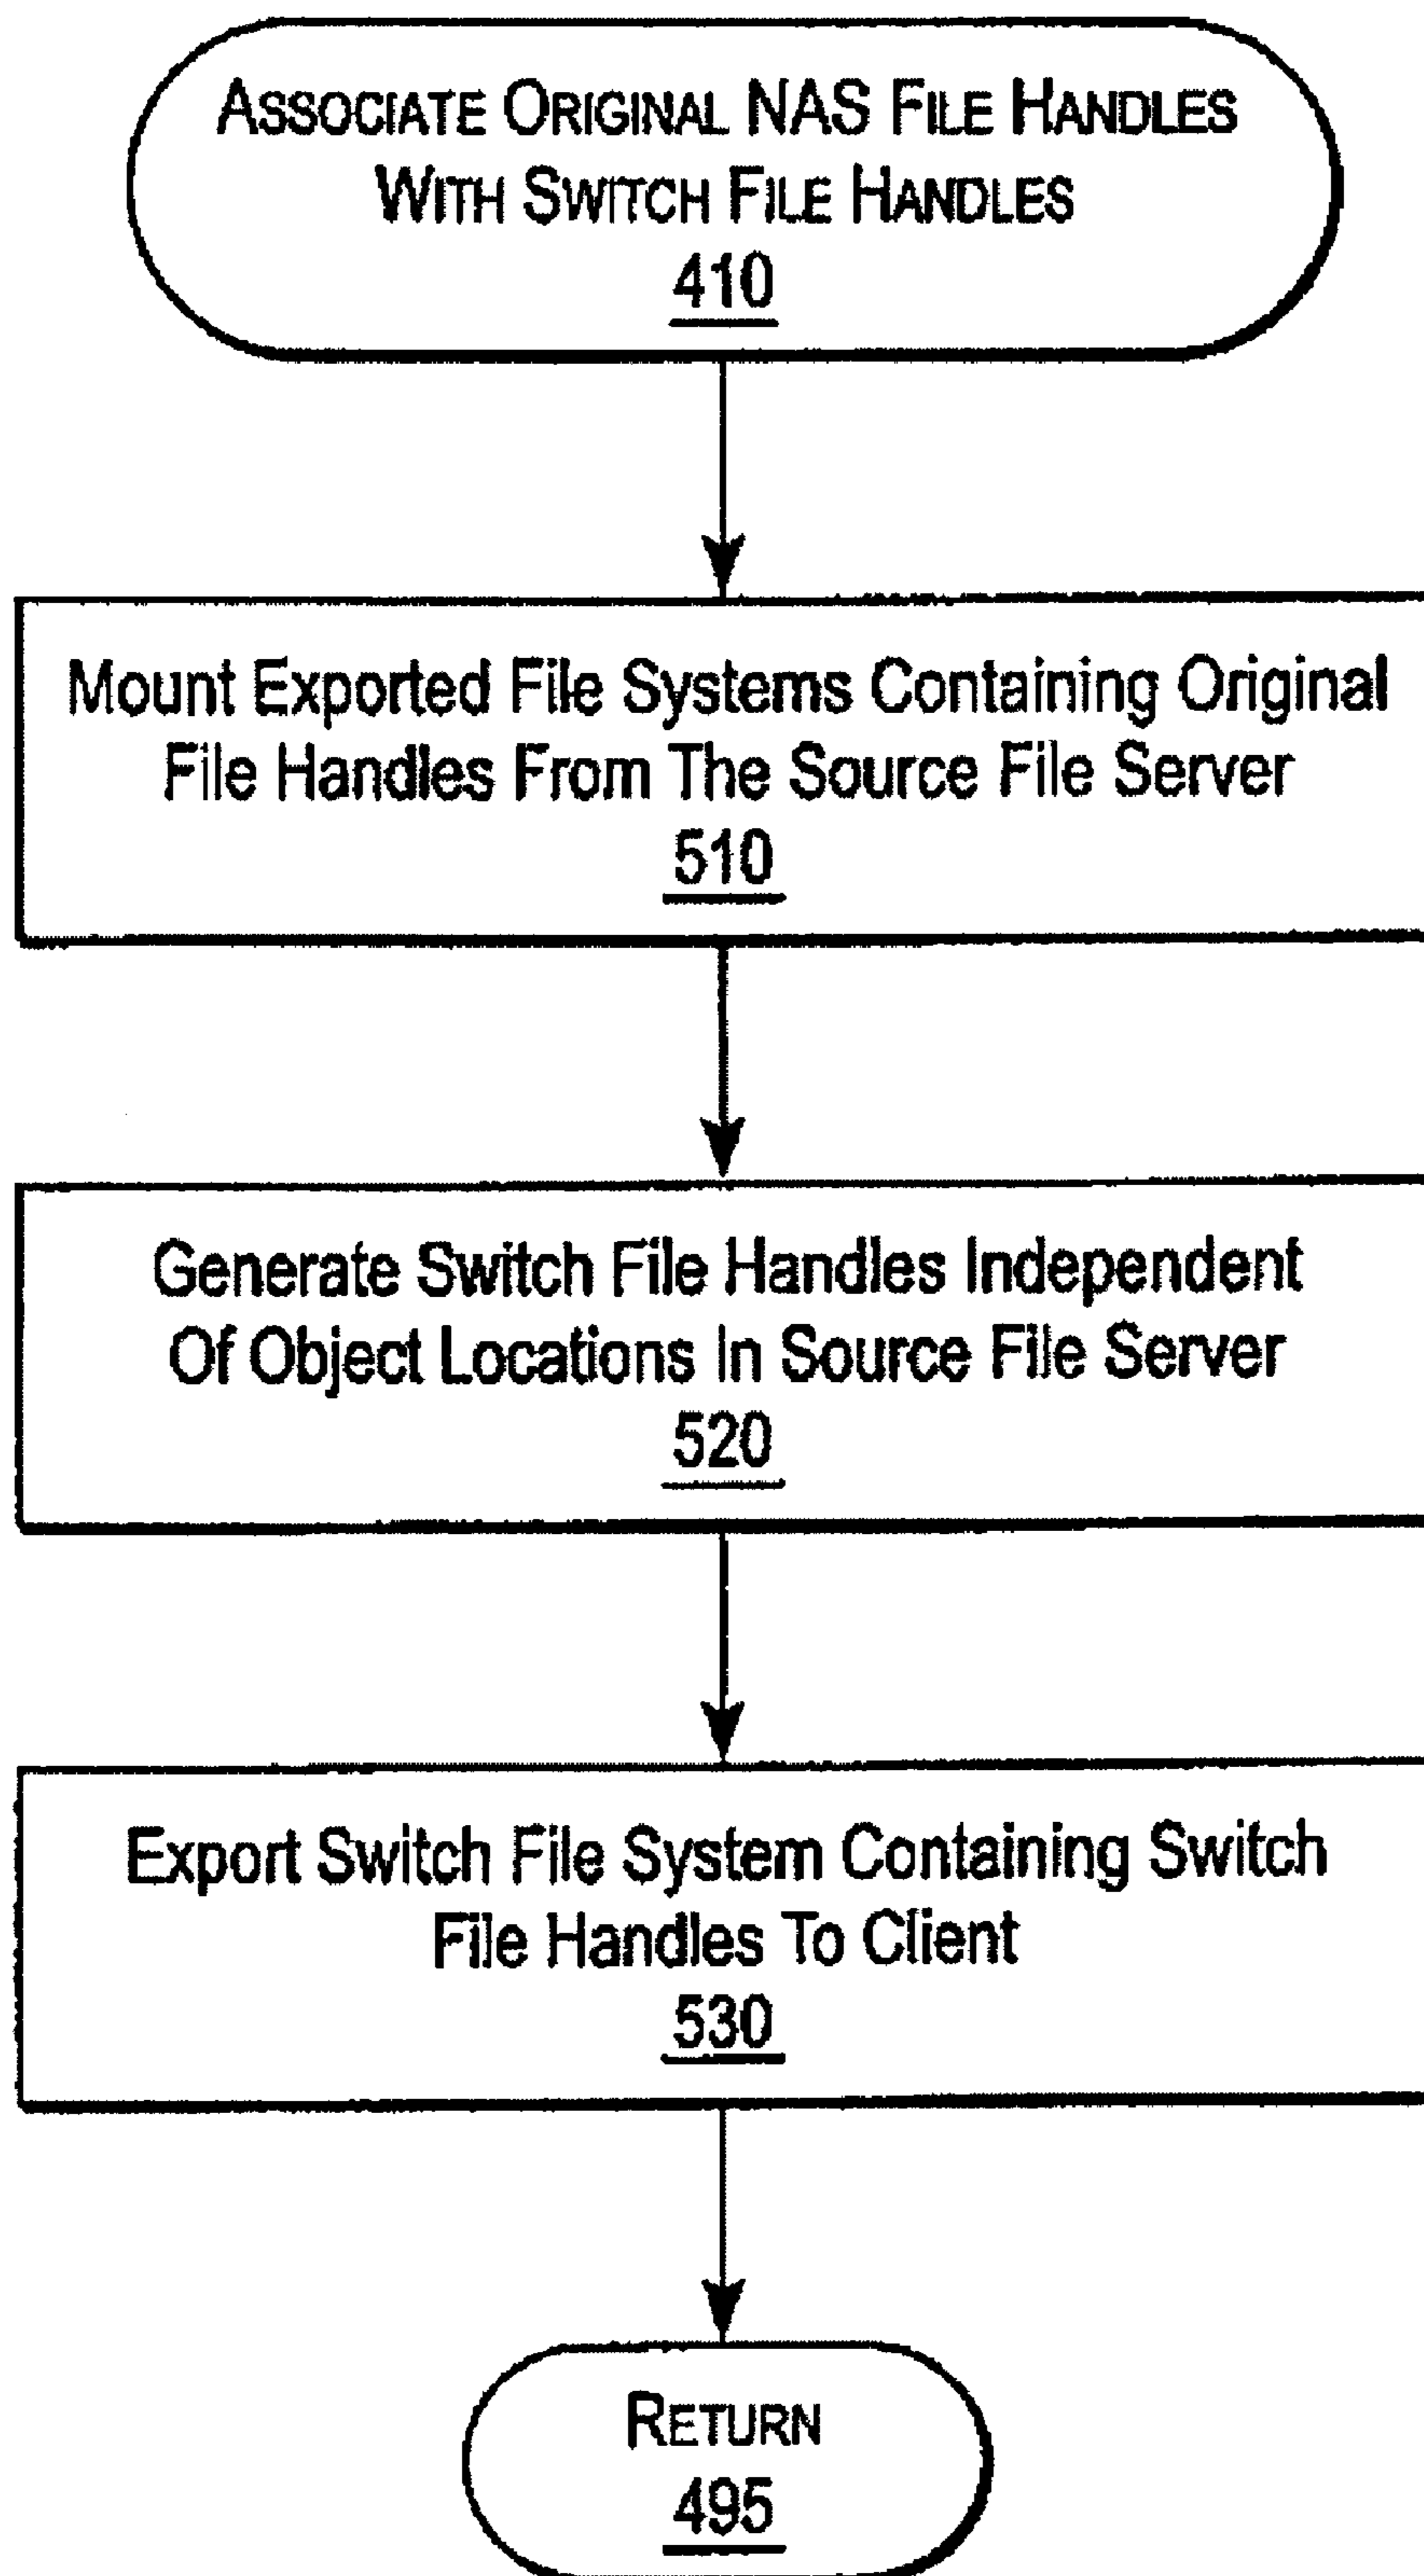 ASSOCIATE ORIGINAL NAS FILE HANDLES
WITH SWITCH FILE HANDLES
410
Mount Exported File Systems Containing Original
File Handles From The Source File Server
510
Generate Switch File Handles Independent
Of Object Locations In Source File Server
520
Export Switch File System Containing Switch
File Handles To Client
530
RETURN
495